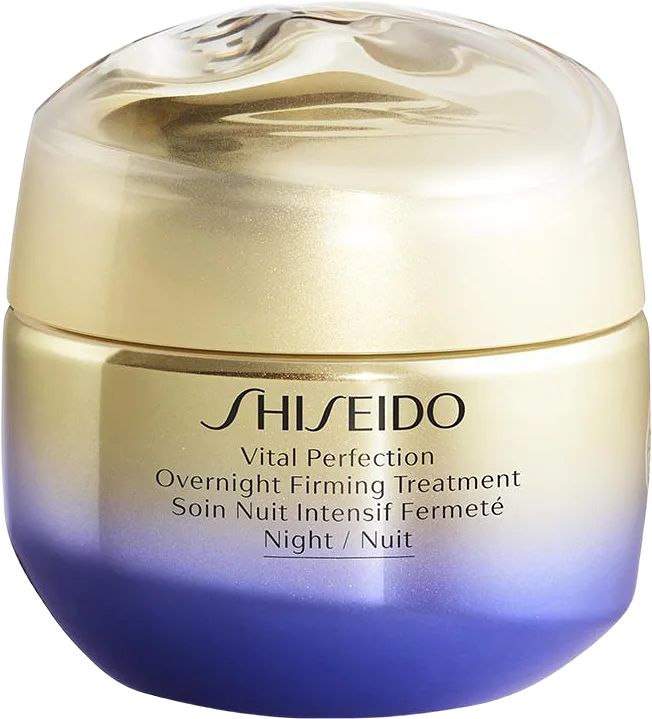 SHISEIDO
Vital Perfection
Overnight Firming Treatment
Soin Nuit Intensif Fermeté
Night / Nuit